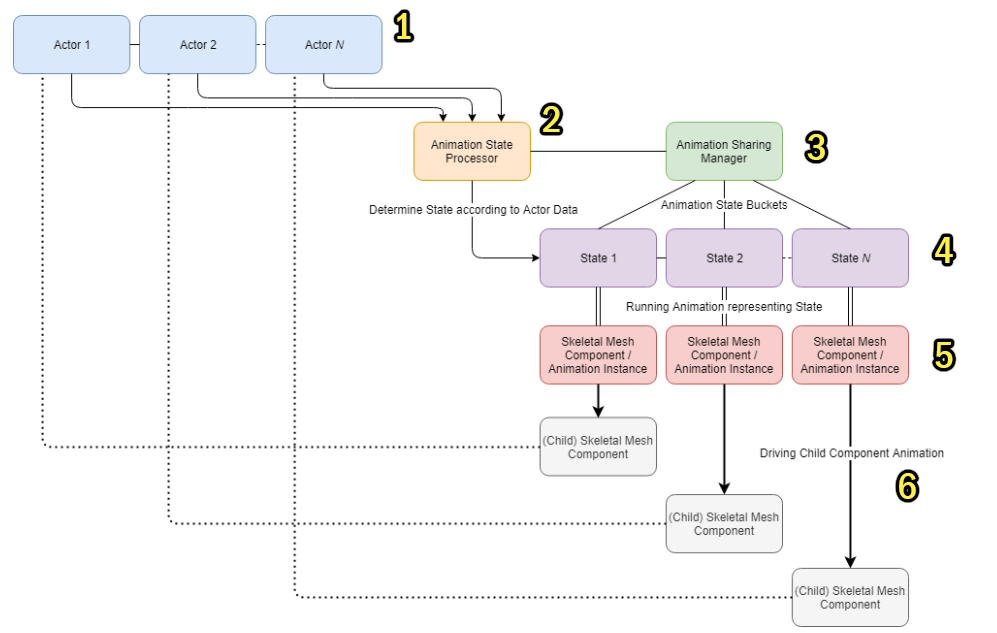 Actor 1
Actor 2
Actor N
1
2
Animation State
Processor
Animation Sharing
Manager
3
Determine State according to Actor Data
Animation State Buckets
State 1
State 2
State N
4
Running Animation representing State
Skeletal Mesh
Component /
Animation Instance
Skeletal Mesh
Component /
Animation Instance
Skeletal Mesh
Component /
Animation Instance
5
(Child) Skeletal Mesh
Component
Driving Child Component Animation
6
(Child) Skeletal Mesh
Component
(Child) Skeletal Mesh
Component